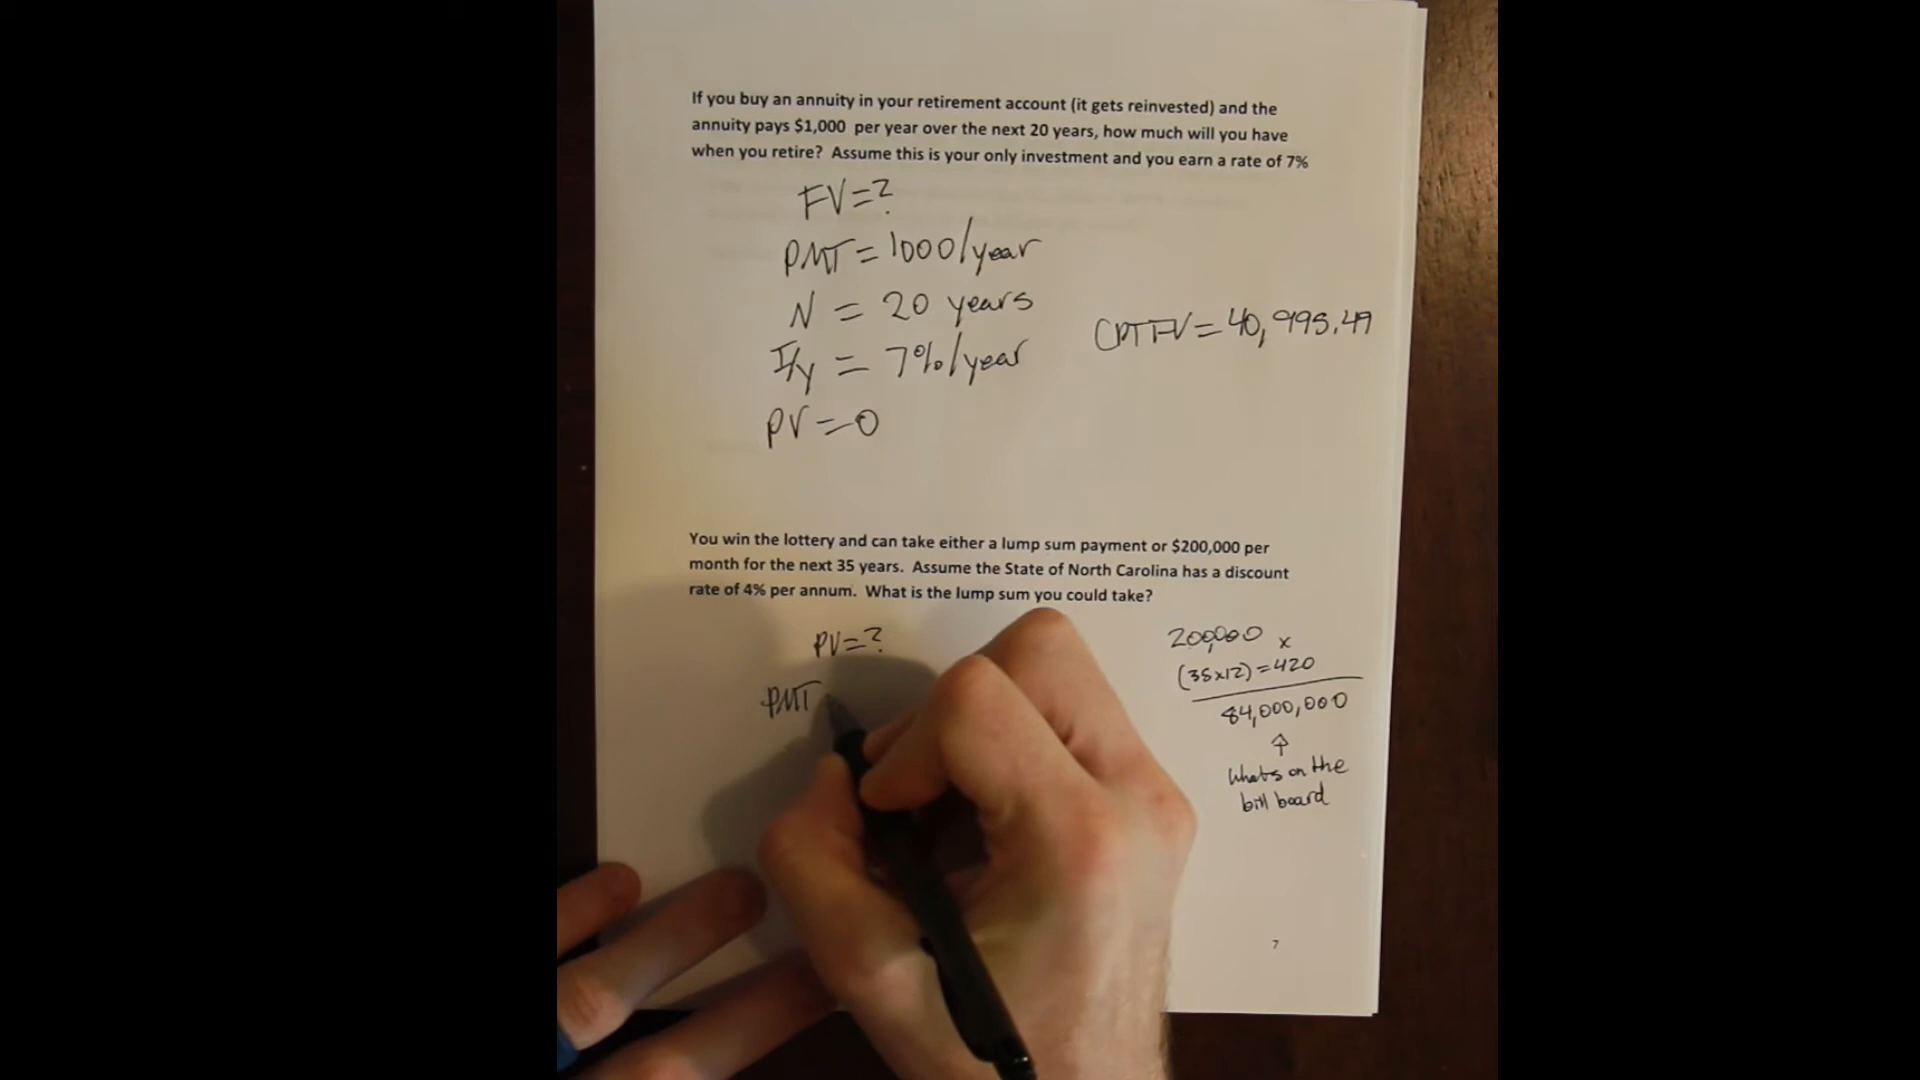 If you buy an annuity in your retirement account (it gets reinvested) and the
annuity pays $1,000 per year over the next 20 years, how much will you have
when you retire? Assume this is your only investment and you earn a rate of 7%
FV=?
PMT=1000/year
N = 20 years
I/y = 7%/year
PV=0
CPT FV=40,995.49
You win the lottery and can take either a lump sum payment or $200,000 per
month for the next 35 years. Assume the State of North Carolina has a discount
rate of 4% per annum. What is the lump sum you could take?
PV=?
PMT
200,000 x
(35x12)=420
84,000,000
whats on the
bill board
7